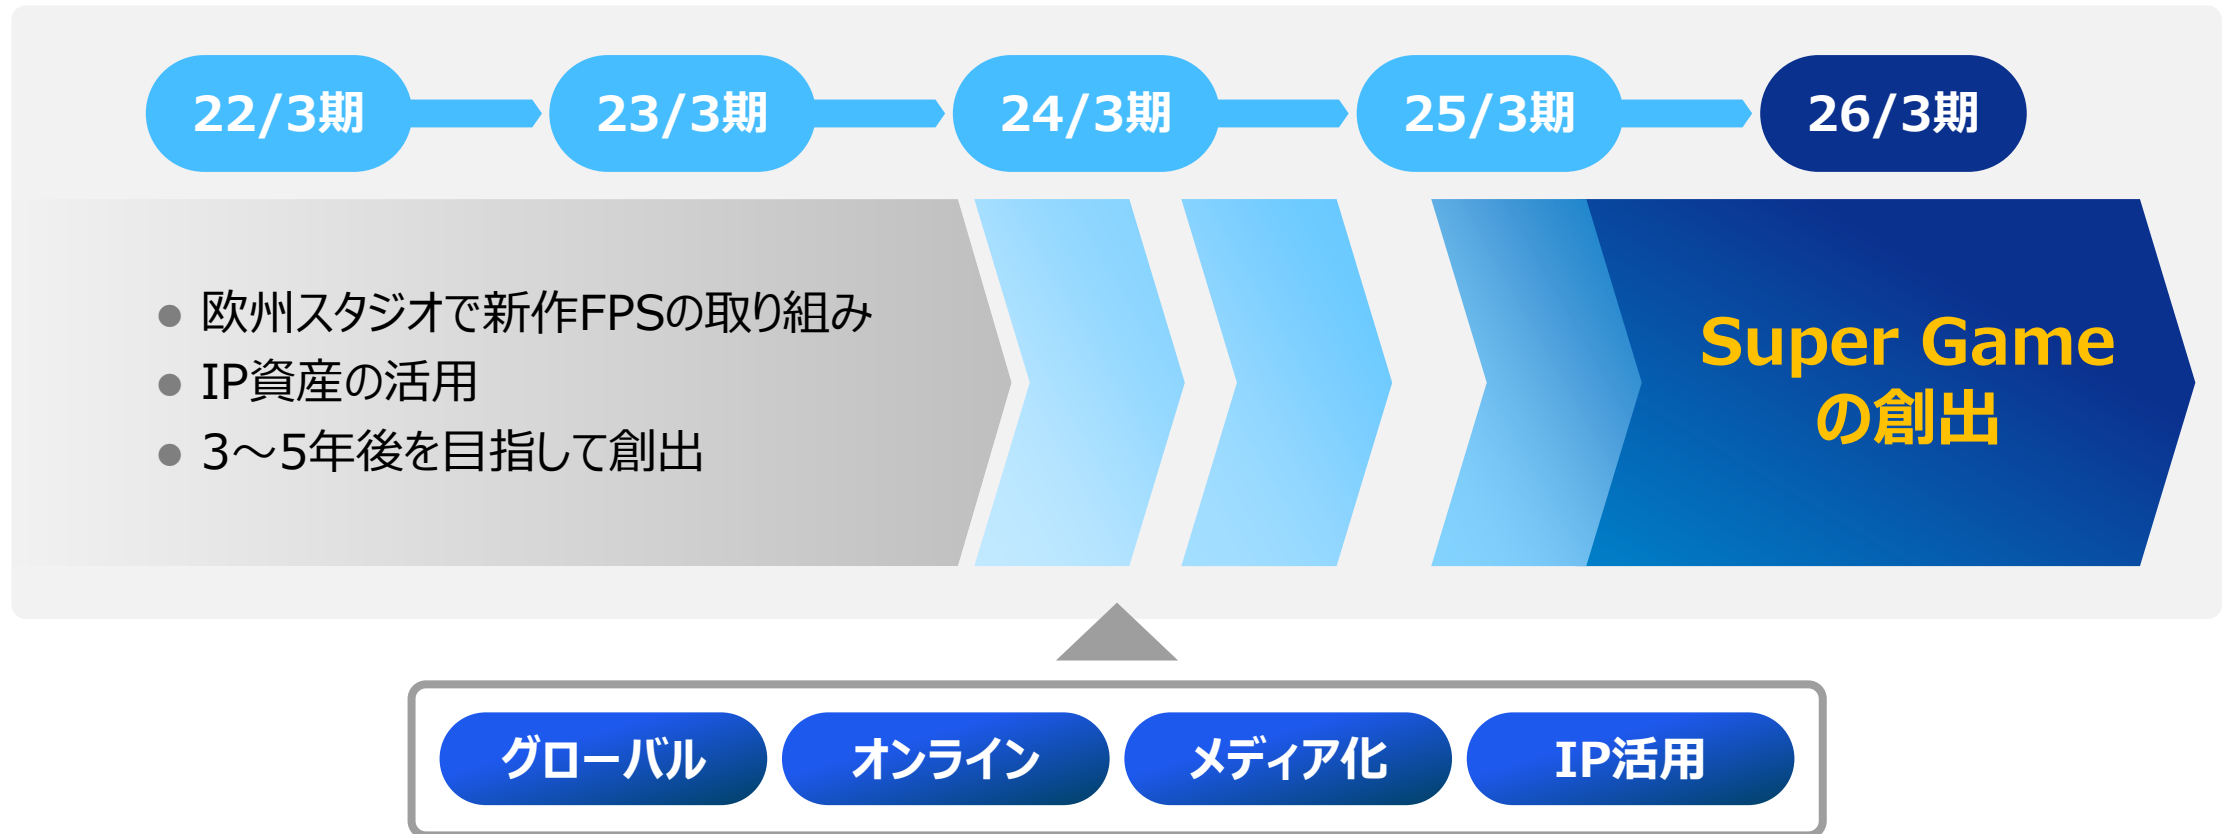 22/3期
23/3期
24/3期
25/3期
26/3期
● 欧州スタジオで新作FPSの取り組み
● IP資産の活用
● 3～5年後を目指して創出
Super Game
の創出
グローバル
オンライン
メディア化
IP活用